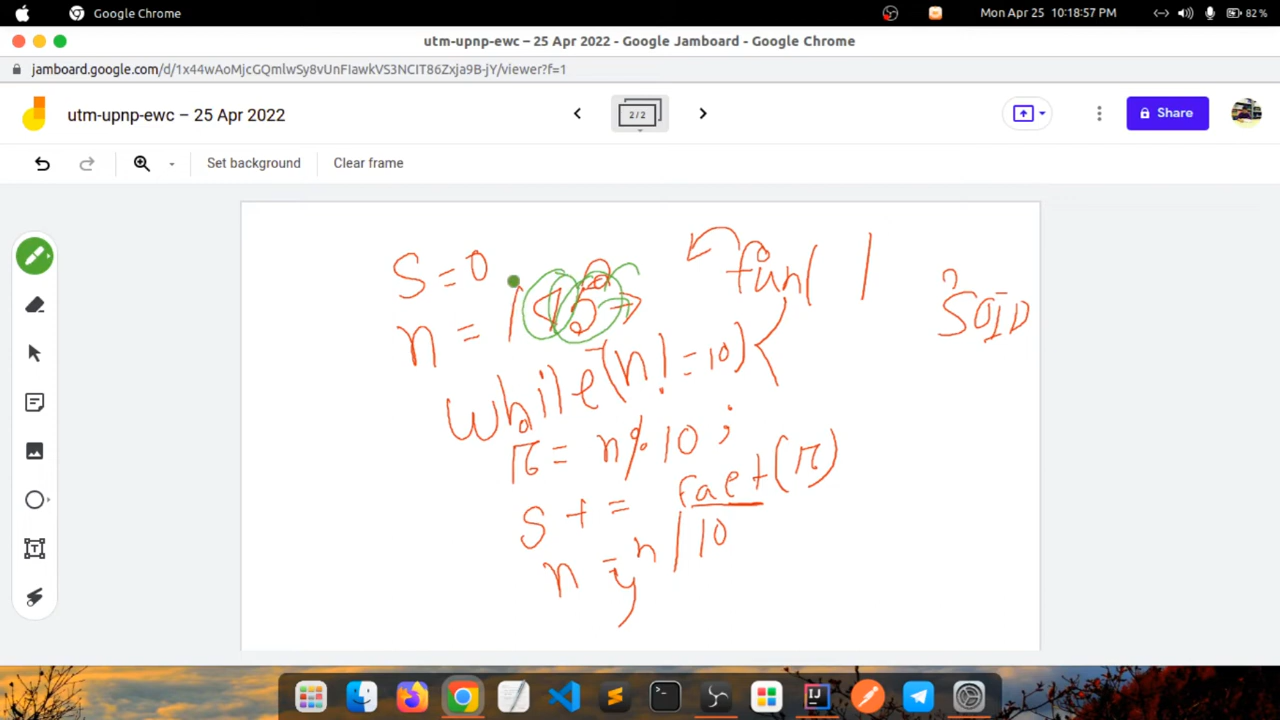 Google Chrome
Mon Apr 25 10:18:57 PM
82 %
utm-upnp-ewc – 25 Apr 2022 - Google Jamboard - Google Chrome
jamboard.google.com/d/1x44wAoMjcGQmlwSy8vUnFIawkVS3NCIT86Zxja9B-jY/viewer?f=1
utm-upnp-ewc – 25 Apr 2022
2/2
Share
Set background
Clear frame
S = 0
fun( )
n =
SOID
while(n! = 10) {
r = n % 10 ;
S + = fact(r)
n = n / 10